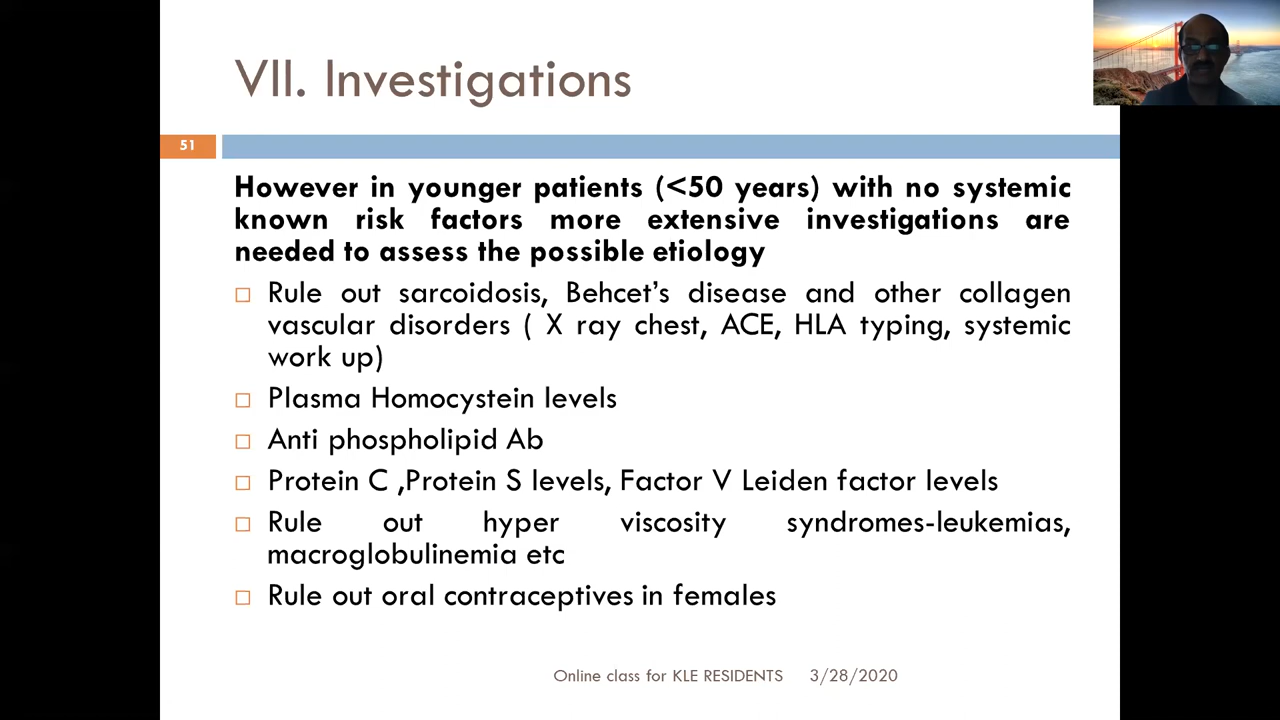 VII. Investigations
51
However in younger patients (<50 years) with no systemic
known risk factors more extensive investigations are
needed to assess the possible etiology
Rule out sarcoidosis, Behcet’s disease and other collagen
vascular disorders ( X ray chest, ACE, HLA typing, systemic
work up)
Plasma Homocystein levels
Anti phospholipid Ab
Protein C ,Protein S levels, Factor V Leiden factor levels
Rule out hyper viscosity syndromes-leukemias,
macroglobulinemia etc
Rule out oral contraceptives in females
Online class for KLE RESIDENTS 3/28/2020